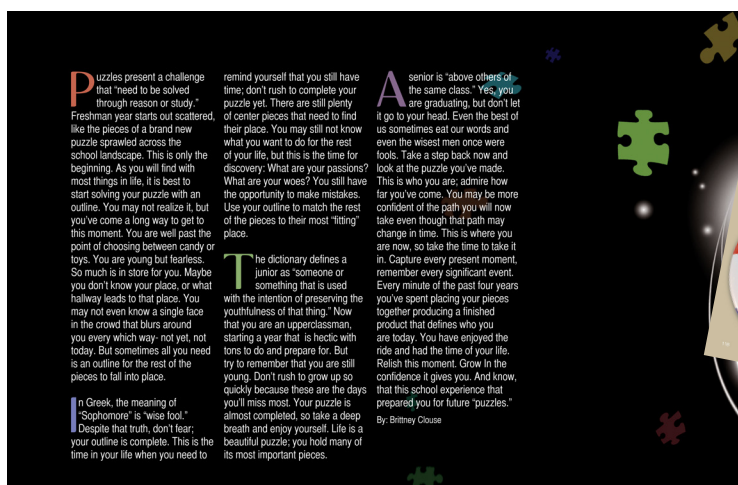 Puzzles present a challenge
that “need to be solved
through reason or study.”
Freshman year starts out scattered,
like the pieces of a brand new
puzzle sprawled across the
school landscape. This is only the
beginning. As you will find with
most things in life, it is best to
start solving your puzzle with an
outline. You may not realize it, but
you’ve come a long way to get to
this moment. You are well past the
point of choosing between candy or
toys. You are young but fearless.
So much is in store for you. Maybe
you don’t know your place, or what
hallway leads to that place. You
may not even know a single face
in the crowd that blurs around
you every which way- not yet, not
today. But sometimes all you need
is an outline for the rest of the
pieces to fall into place.
In Greek, the meaning of
“Sophomore” is “wise fool.”
Despite that truth, don’t fear;
your outline is complete. This is the
time in your life when you need to
remind yourself that you still have
time; don’t rush to complete your
puzzle yet. There are still plenty
of center pieces that need to find
their place. You may still not know
what you want to do for the rest
of your life, but this is the time for
discovery: What are your passions?
What are your woes? You still have
the opportunity to make mistakes.
Use your outline to match the rest
of the pieces to their most “fitting”
place.
The dictionary defines a
junior as “someone or
something that is used
with the intention of preserving the
youthfulness of that thing.” Now
that you are an upperclassman,
starting a year that is hectic with
tons to do and prepare for. But
try to remember that you are still
young. Don’t rush to grow up so
quickly because these are the days
you’ll miss most. Your puzzle is
almost completed, so take a deep
breath and enjoy yourself. Life is a
beautiful puzzle; you hold many of
its most important pieces.
A senior is “above others of
the same class.” Yes, you
are graduating, but don’t let
it go to your head. Even the best of
us sometimes eat our words and
even the wisest men once were
fools. Take a step back now and
look at the puzzle you’ve made.
This is who you are; admire how
far you’ve come. You may be more
confident of the path you will now
take even though that path may
change in time. This is where you
are now, so take the time to take it
in. Capture every present moment,
remember every significant event.
Every minute of the past four years
you’ve spent placing your pieces
together producing a finished
product that defines who you
are today. You have enjoyed the
ride and had the time of your life.
Relish this moment. Grow In the
confidence it gives you. And know,
that this school experience that
prepared you for future “puzzles.”
By: Brittney Clouse